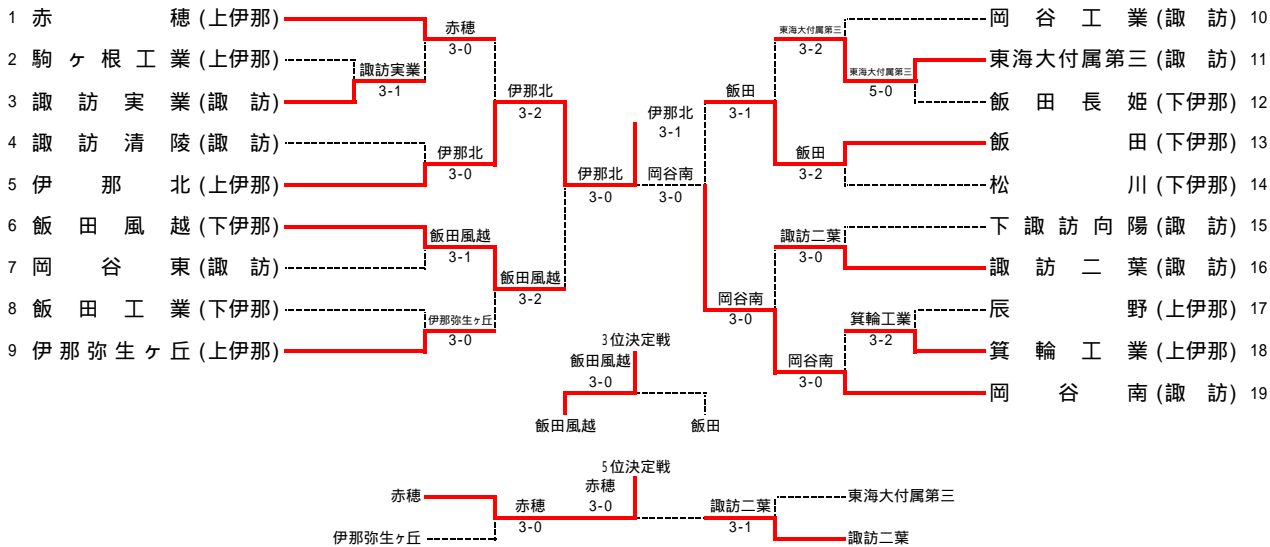 1 赤穂 (上伊那)
2 駒ヶ根工業 (上伊那)
3 諏訪実業 (諏訪)
4 諏訪清陵 (諏訪)
5 伊那北 (上伊那)
6 飯田風越 (下伊那)
7 岡谷東 (諏訪)
8 飯田工業 (下伊那)
9 伊那弥生ヶ丘 (上伊那)
赤穂
3-0
諏訪実業
3-1
伊那北
3-2
伊那北
3-0
飯田風越
3-1
飯田風越
3-2
伊那弥生ヶ丘
3-0
伊那北
3-0
伊那北
3-1
岡谷南
3-0
飯田
3-1
東海大付属第三
3-2
東海大付属第三
5-0
飯田
3-2
諏訪二葉
3-0
岡谷南
3-0
箕輪工業
3-2
岡谷南
3-0
岡谷工業 (諏訪) 10
東海大付属第三 (諏訪) 11
飯田長姫 (下伊那) 12
飯田 (下伊那) 13
松川 (下伊那) 14
下諏訪向陽 (諏訪) 15
諏訪二葉 (諏訪) 16
辰野 (上伊那) 17
箕輪工業 (上伊那) 18
岡谷南 (諏訪) 19
3位決定戦
飯田風越
3-0
飯田風越
飯田
5位決定戦
赤穂
3-0
赤穂
伊那弥生ヶ丘
赤穂
3-0
諏訪二葉
3-1
東海大付属第三
諏訪二葉